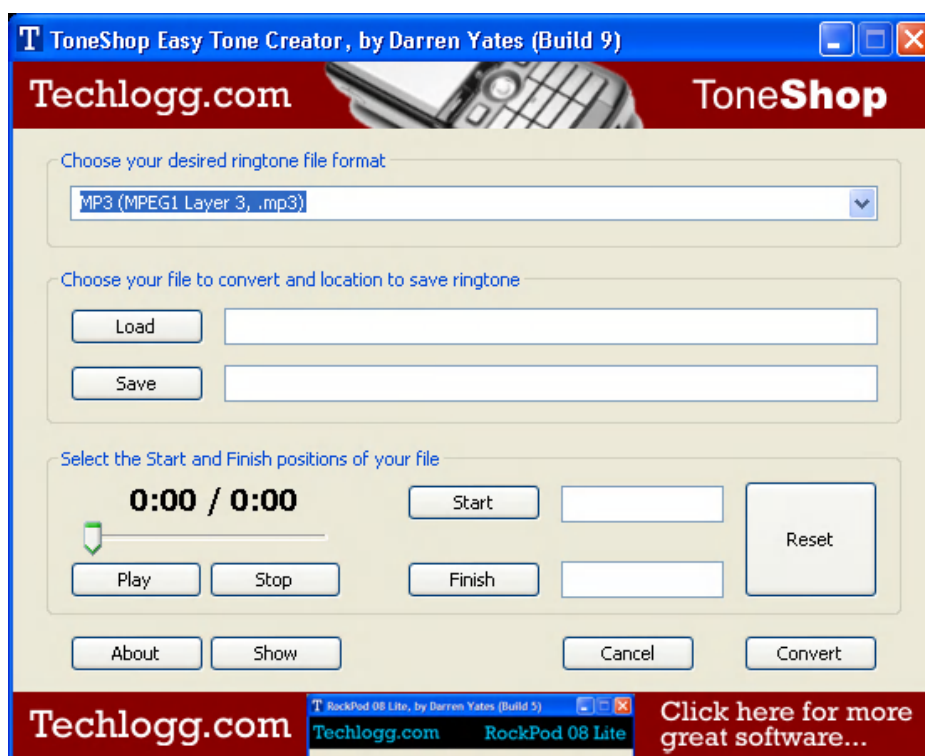 T ToneShop Easy Tone Creator, by Darren Yates (Build 9)
Techlogg.com ToneShop
Choose your desired ringtone file format
MP3 (MPEG1 Layer 3, .mp3)
Choose your file to convert and location to save ringtone
Load
Save
Select the Start and Finish positions of your file
0:00 / 0:00
Start
Reset
Play Stop Finish
About Show Cancel Convert
T RockPod 08 Lite, by Darren Yates (Build 5)
Techlogg.com Techlogg.com RockPod 08 Lite Click here for more
great software...